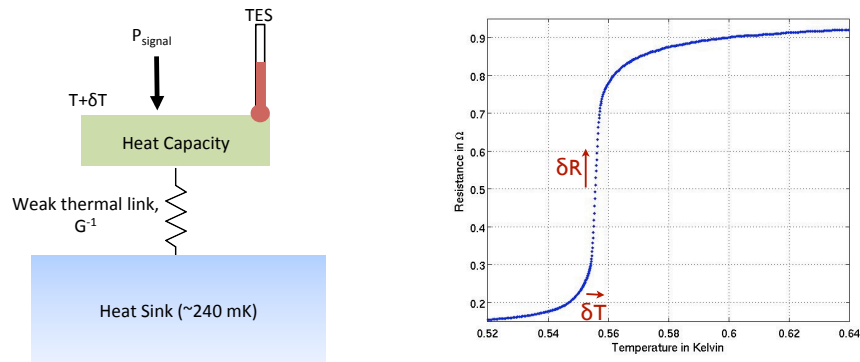 TES
P_signal
T+δT
Heat Capacity
Weak thermal link,
G⁻¹
Heat Sink (~240 mK)
0.9
0.8
0.7
0.6
0.5
0.4
0.3
0.2
Resistance in Ω
δR
δT
0.52 0.54 0.56 0.58 0.6 0.62 0.64
Temperature in Kelvin